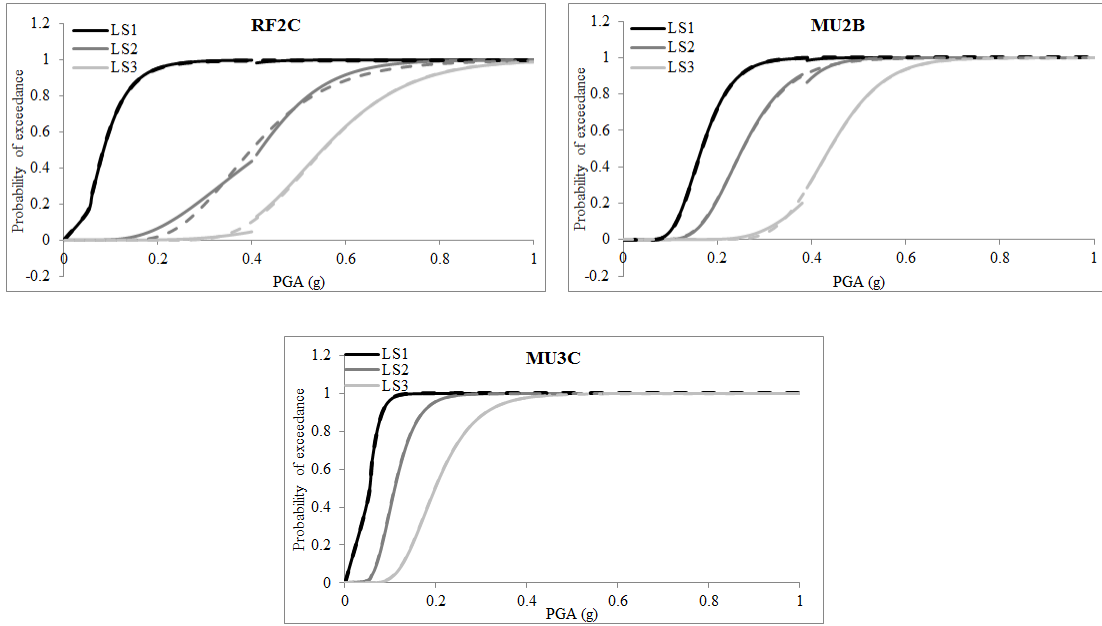 RF2C
LS1
LS2
LS3
1.2
1
0.8
0.6
0.4
0.2
0
-0.2
Probability of exceedance
0 0.2 0.4 0.6 0.8 1
PGA (g)
MU2B
LS1
LS2
LS3
1.2
1
0.8
0.6
0.4
0.2
0
-0.2
Probability of exceedance
0 0.2 0.4 0.6 0.8 1
PGA (g)
MU3C
LS1
LS2
LS3
1.2
1
0.8
0.6
0.4
0.2
0
Probability of exceedance
0 0.2 0.4 0.6 0.8 1
PGA (g)